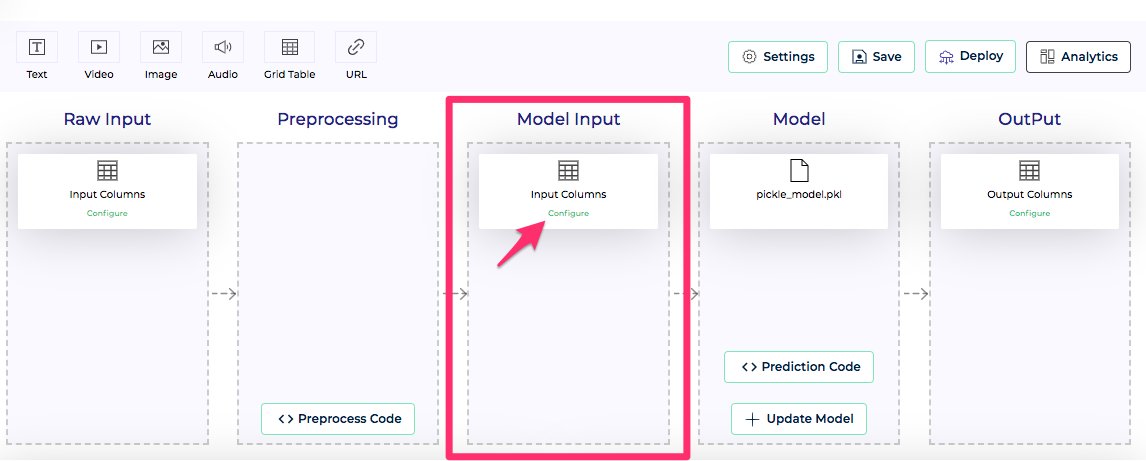 Text
Video
Image
Audio
Grid Table
URL
Settings
Save
Deploy
Analytics
Raw Input
Preprocessing
Model Input
Model
OutPut
Input Columns
Configure
Input Columns
Configure
pickle_model.pkl
Output Columns
Configure
Prediction Code
Preprocess Code
Update Model